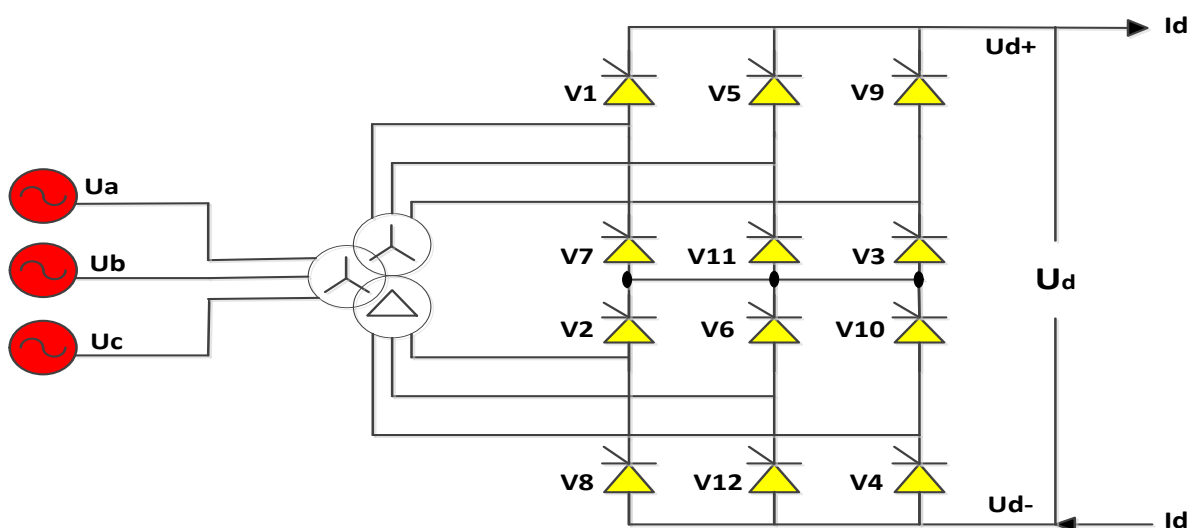 Id
Ud+
V1 V5 V9
Ua
V7 V11 V3
Ub
Ud
V2 V6 V10
Uc
V8 V12 V4
Ud-
Id